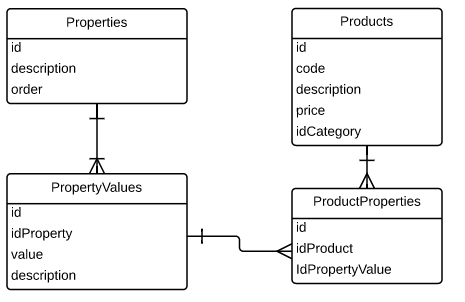 Properties
id
description
order
Products
id
code
description
price
idCategory
PropertyValues
id
idProperty
value
description
ProductProperties
id
idProduct
IdPropertyValue